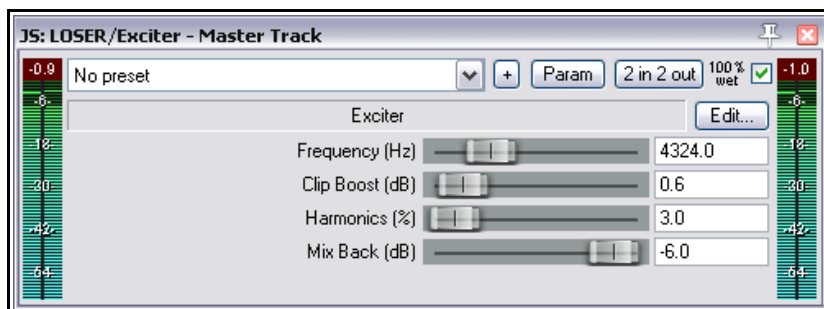 JS: LOSER/Exciter - Master Track
-0.9 No preset + Param 2 in 2 out 100 % wet -1.0
-6- -6-
Exciter Edit...
-18- Frequency (Hz) 4324.0 -18-
-30- Clip Boost (dB) 0.6 -30-
Harmonics (%) 3.0
-42- -42-
Mix Back (dB) -6.0
-54- -54-